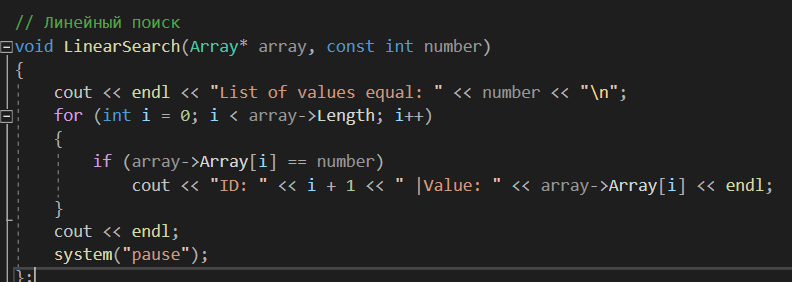 // Линейный поиск
void LinearSearch(Array* array, const int number)
{
    cout << endl << "List of values equal: " << number << "\n";
    for (int i = 0; i < array->Length; i++)
    {
        if (array->Array[i] == number)
            cout << "ID: " << i + 1 << " |Value: " << array->Array[i] << endl;
    }
    cout << endl;
    system("pause");
};